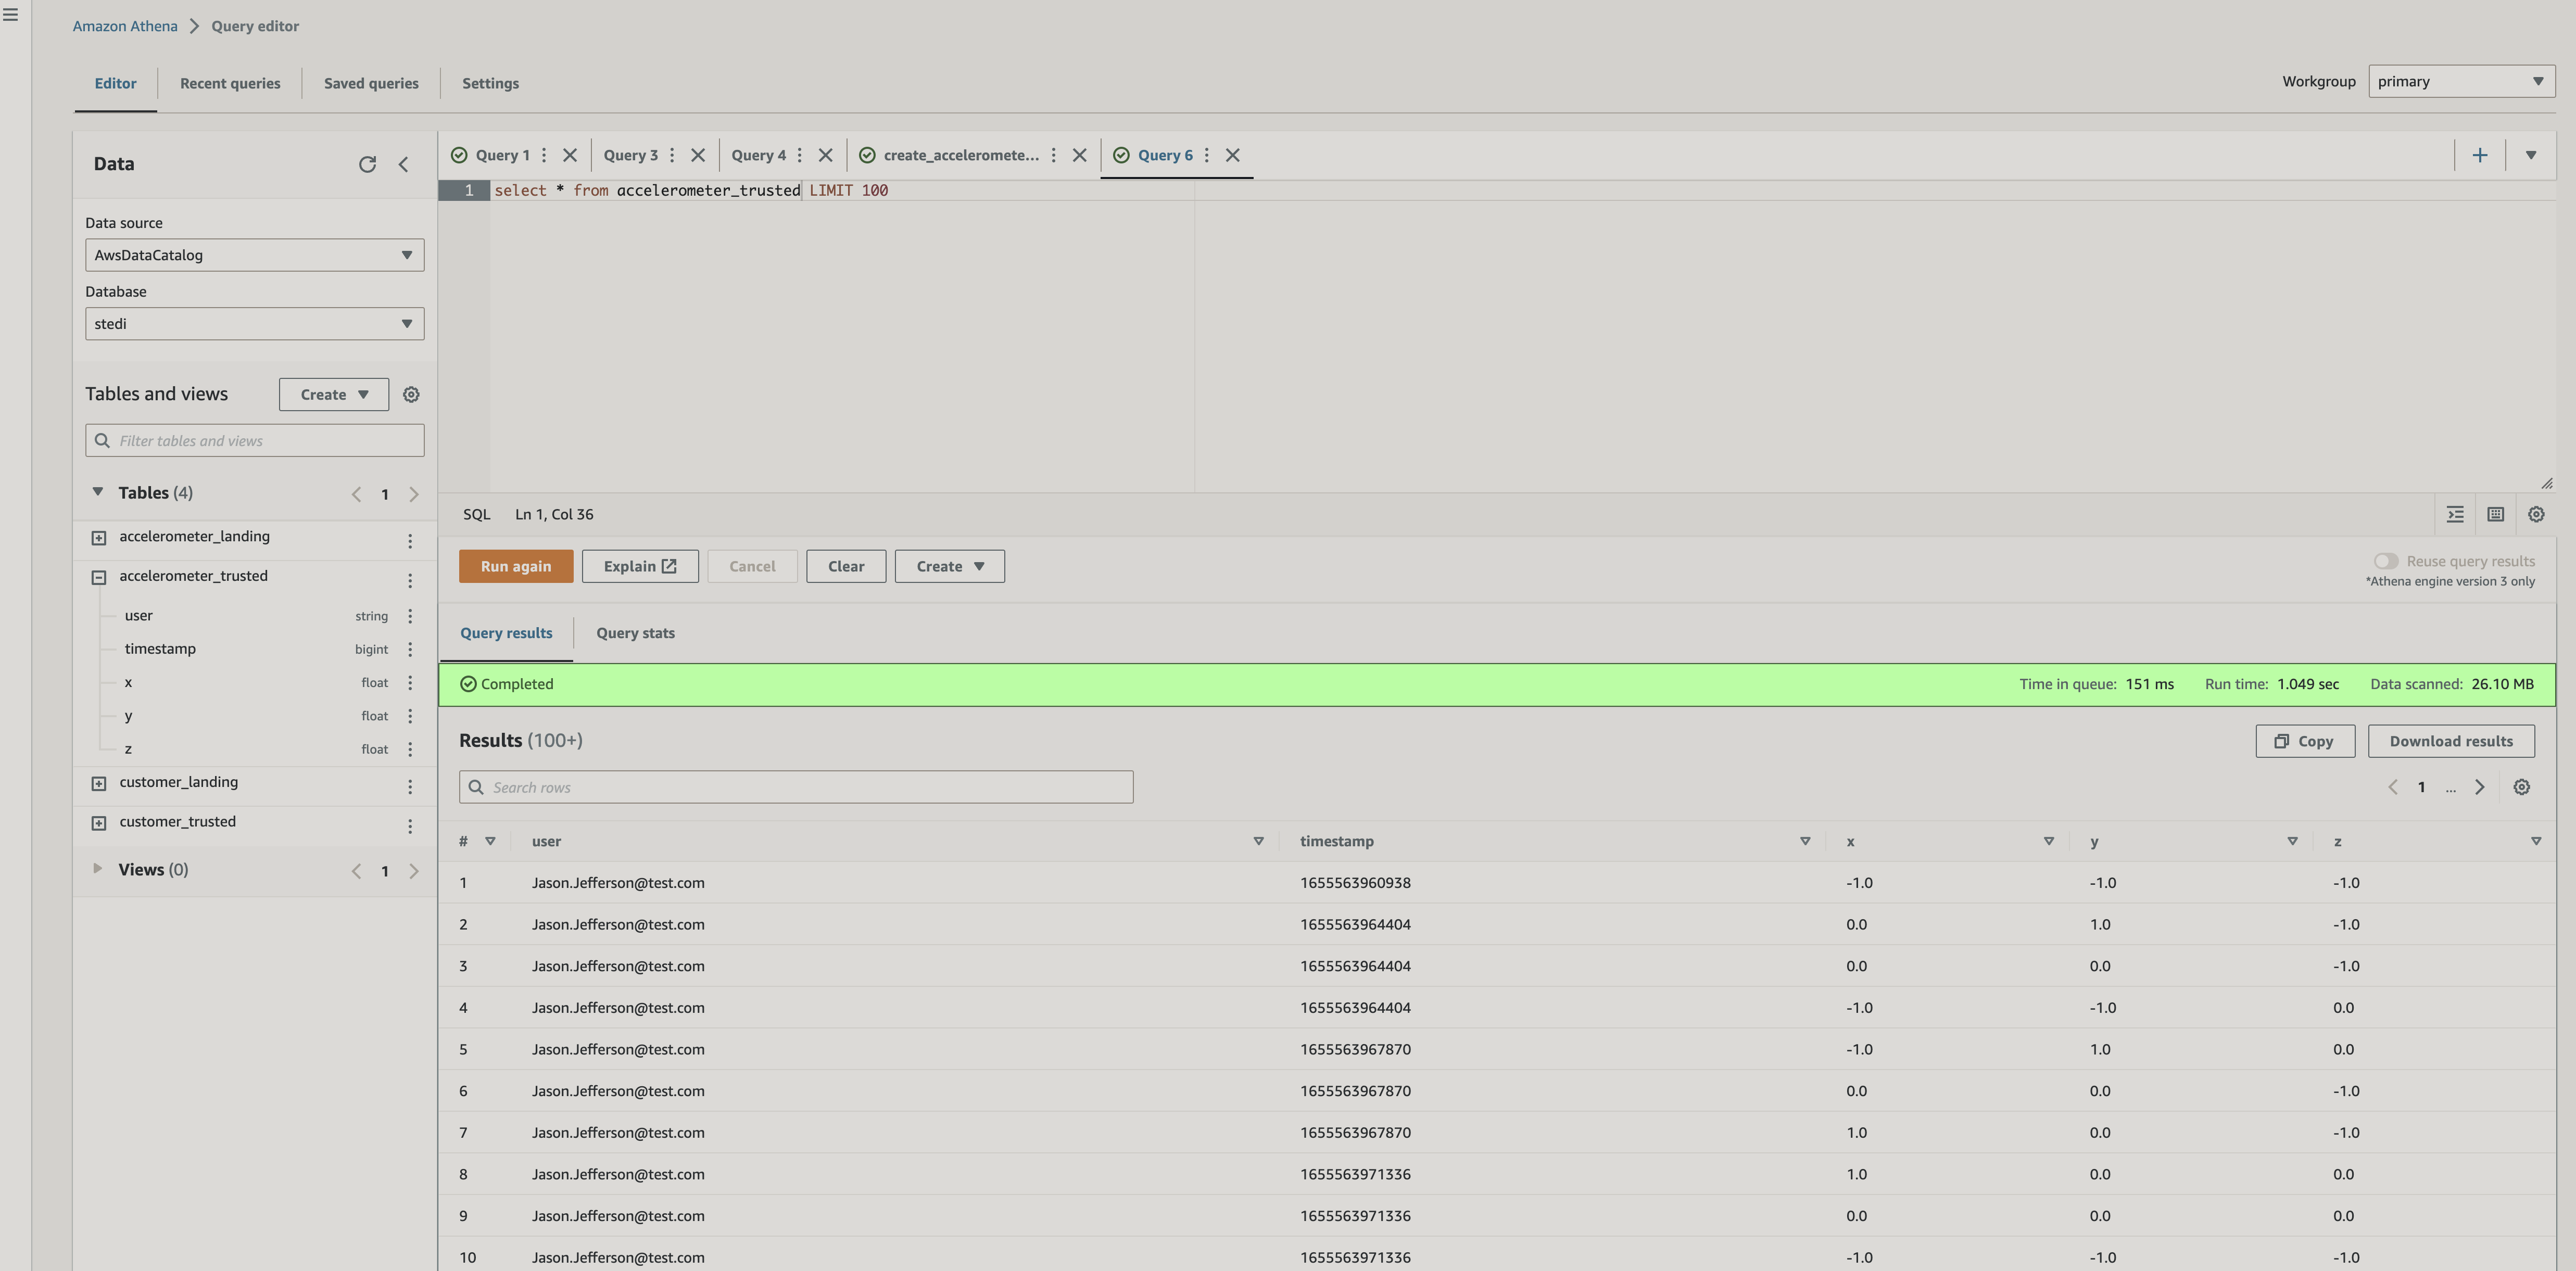 Amazon Athena > Query editor
Editor Recent queries Saved queries Settings
Workgroup primary
Data
Data source
AwsDataCatalog
Database
stedi
Tables and views Create
Filter tables and views
Tables (4) 1
accelerometer_landing
accelerometer_trusted
user string
timestamp bigint
x float
y float
z float
customer_landing
customer_trusted
Views (0) 1
Query 1 Query 3 Query 4 create_acceleromete... Query 6
1 select * from accelerometer_trusted LIMIT 100
SQL Ln 1, Col 36
Run again Explain Cancel Clear Create
Reuse query results
*Athena engine version 3 only
Query results Query stats
Completed Time in queue: 151 ms Run time: 1.049 sec Data scanned: 26.10 MB
Results (100+) Copy Download results
Search rows 1 ...
# user timestamp x y z
1 Jason.Jefferson@test.com 1655563960938 -1.0 -1.0 -1.0
2 Jason.Jefferson@test.com 1655563964404 0.0 1.0 -1.0
3 Jason.Jefferson@test.com 1655563964404 0.0 0.0 -1.0
4 Jason.Jefferson@test.com 1655563964404 -1.0 -1.0 0.0
5 Jason.Jefferson@test.com 1655563967870 -1.0 1.0 0.0
6 Jason.Jefferson@test.com 1655563967870 0.0 0.0 -1.0
7 Jason.Jefferson@test.com 1655563967870 1.0 0.0 -1.0
8 Jason.Jefferson@test.com 1655563971336 1.0 0.0 0.0
9 Jason.Jefferson@test.com 1655563971336 0.0 0.0 0.0
10 Jason.Jefferson@test.com 1655563971336 -1.0 -1.0 -1.0